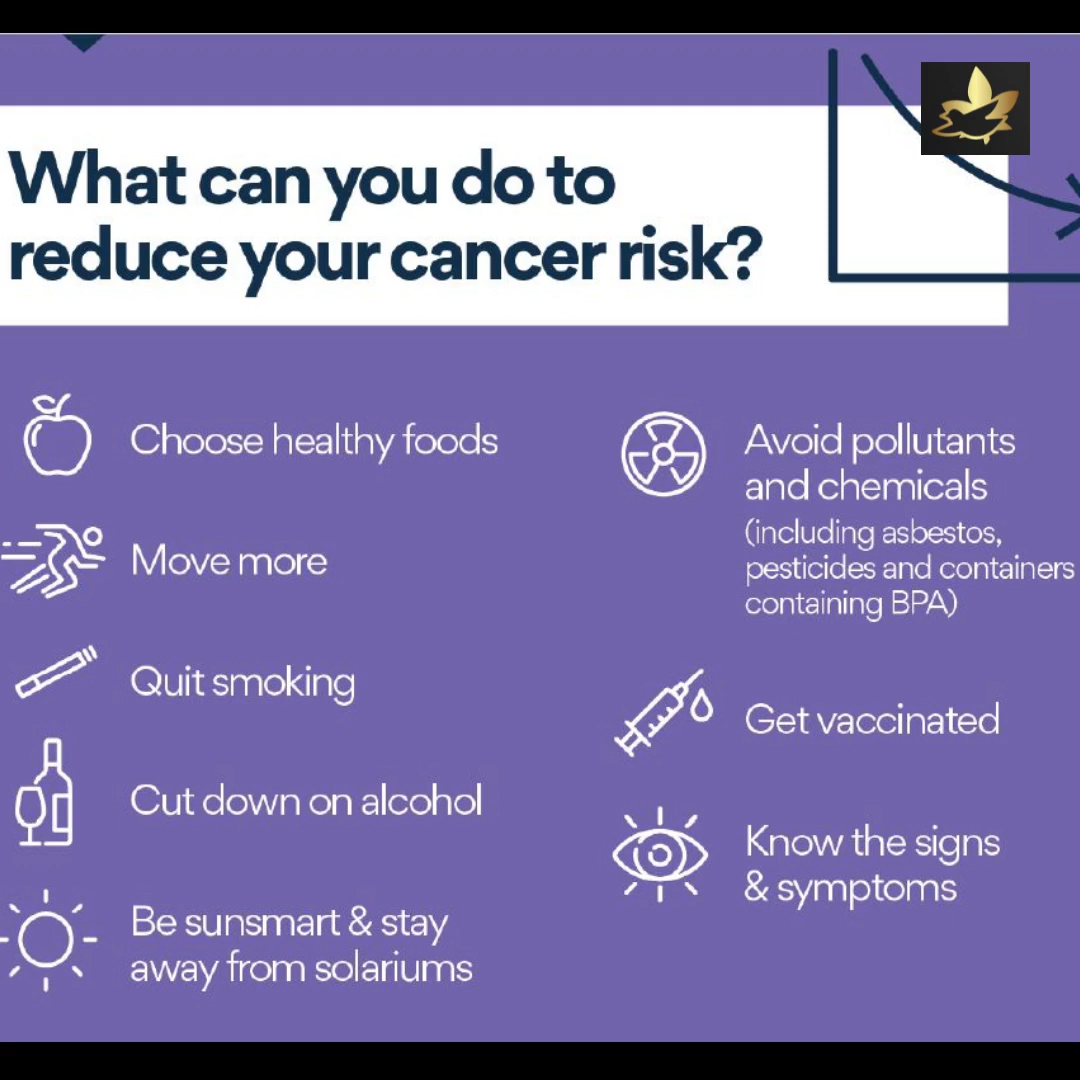 What can you do to
reduce your cancer risk?
Choose healthy foods
Move more
Quit smoking
Cut down on alcohol
Be sunsmart & stay
away from solariums
Avoid pollutants
and chemicals
(including asbestos,
pesticides and containers
containing BPA)
Get vaccinated
Know the signs
& symptoms